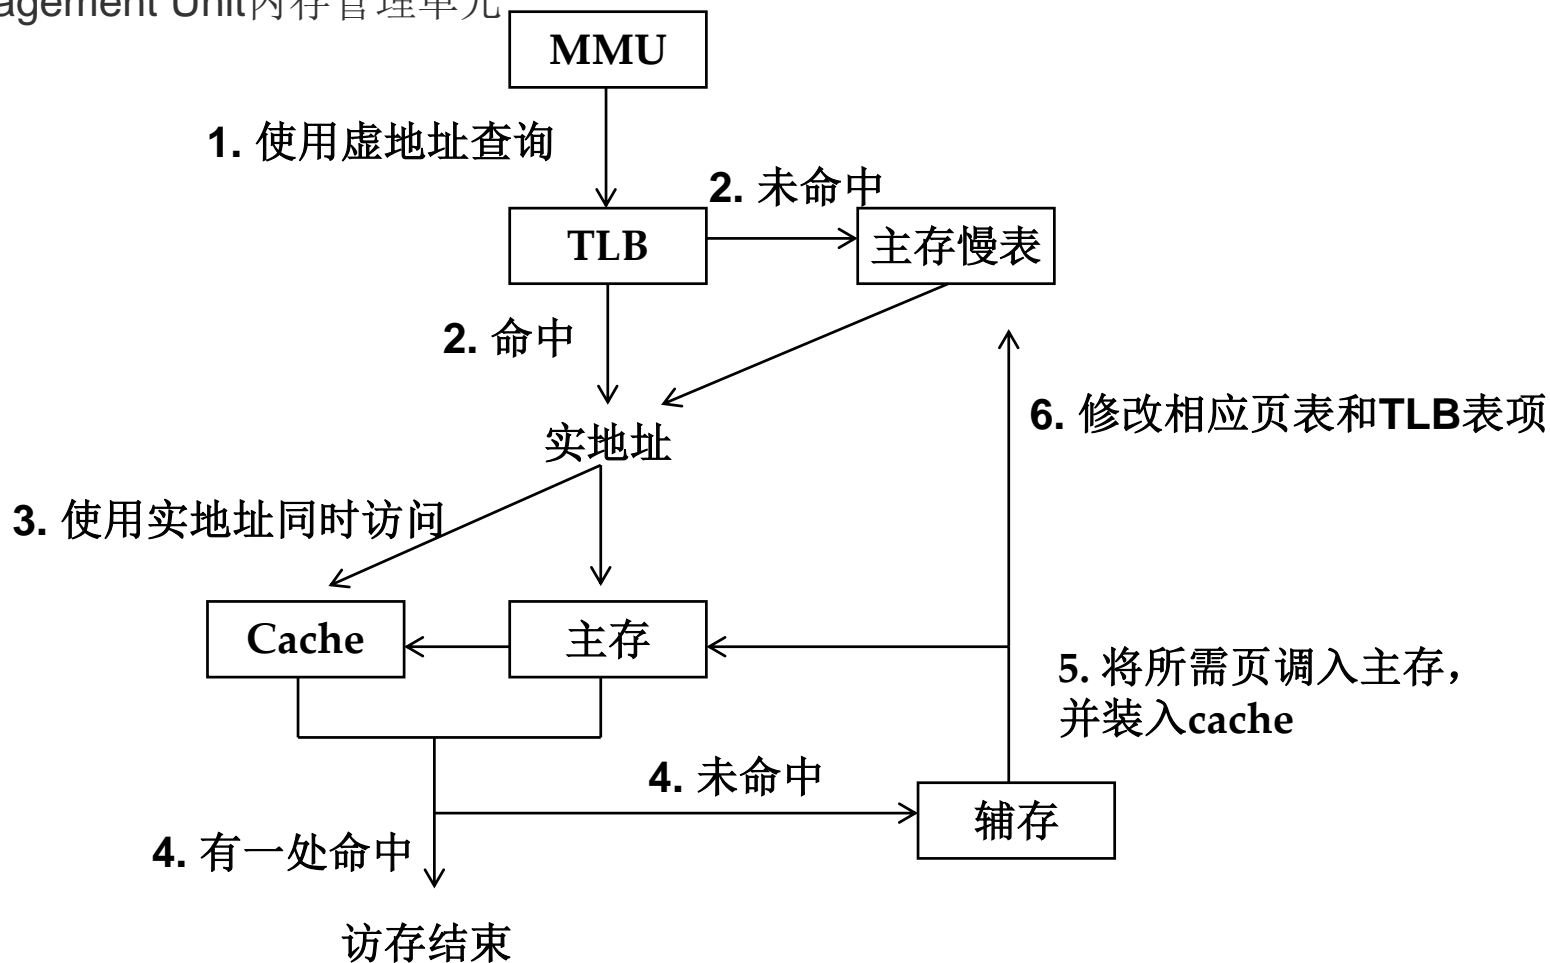 agement Unit内存管理单元
MMU
1. 使用虚地址查询
2. 未命中
TLB
主存慢表
2. 命中
6. 修改相应页表和TLB表项
实地址
3. 使用实地址同时访问
Cache
主存
5. 将所需页调入主存，
并装入cache
4. 未命中
辅存
4. 有一处命中
访存结束